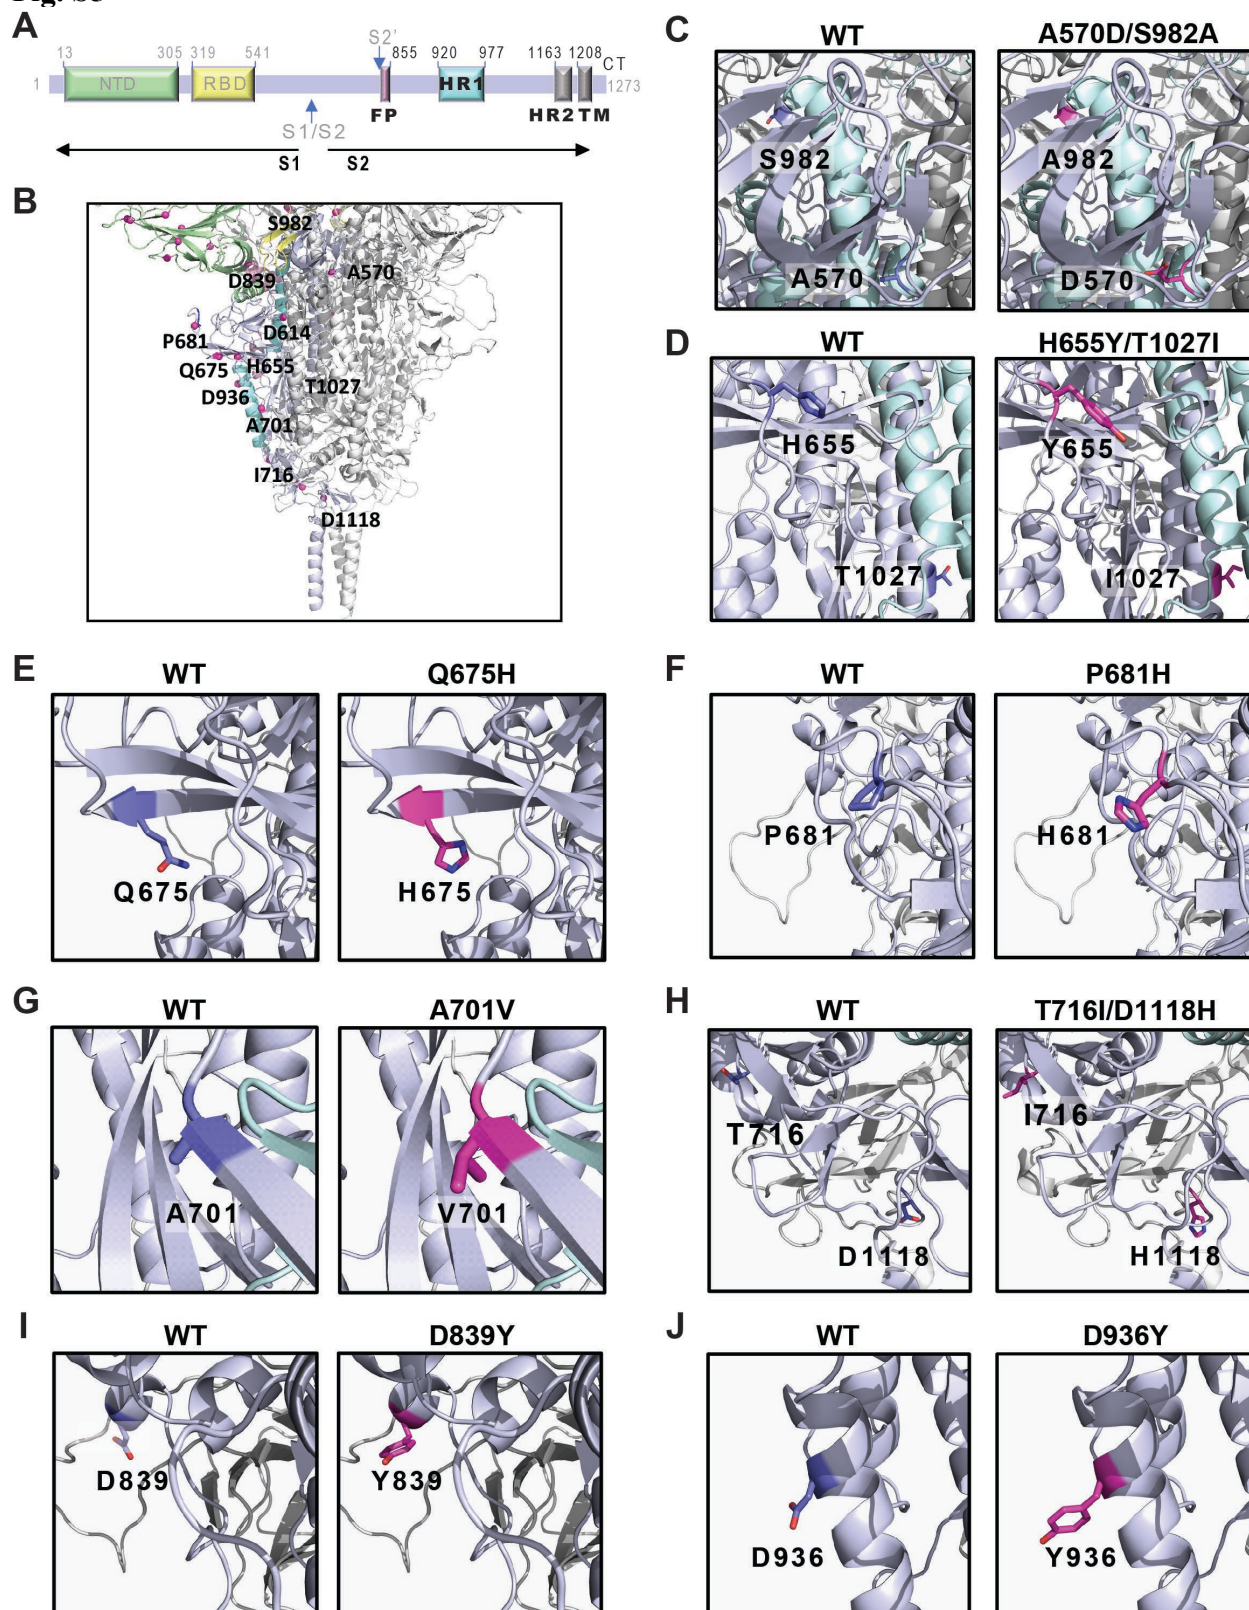 A
13 305 319 541 S2' 855 920 977 1163 1208 CT
1 NTD RBD HR1 1273
FP HR2 TM
S1/S2
S1 S2
B
S982
A570
D839
D614
P681
H655
Q675
T1027
D936
A701
I716
D1118
C
WT A570D/S982A
S982 A982
A570 D570
D
WT H655Y/T1027I
H655 Y655
T1027 I1027
E
WT Q675H
Q675 H675
F
WT P681H
P681 H681
G
WT A701V
A701 V701
H
WT T716I/D1118H
T716 I716
D1118 H1118
I
WT D839Y
D839 Y839
J
WT D936Y
D936 Y936